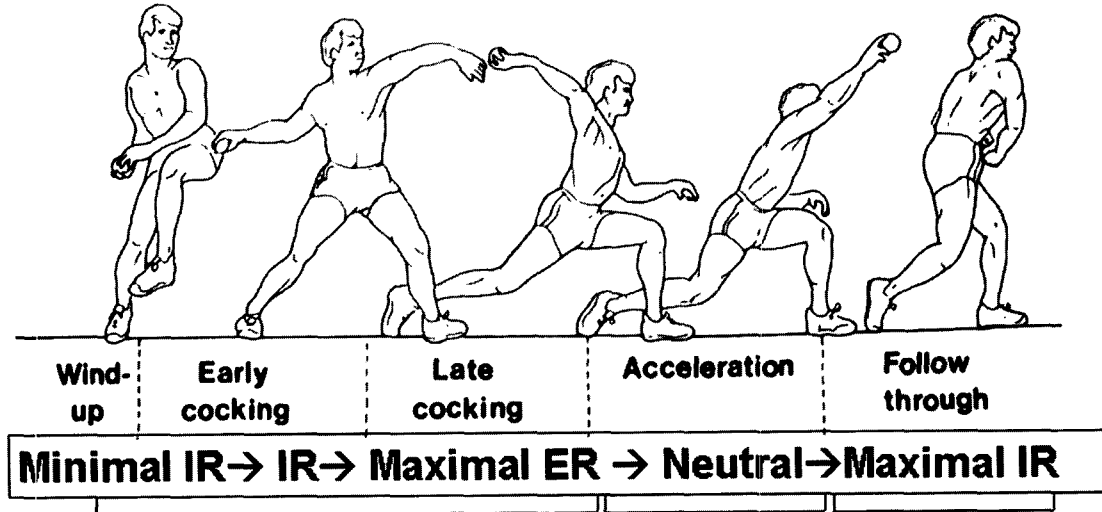 Wind-
up
Early
cocking
Late
cocking
Acceleration
Follow
through
Minimal IR→ IR→ Maximal ER → Neutral→Maximal IR